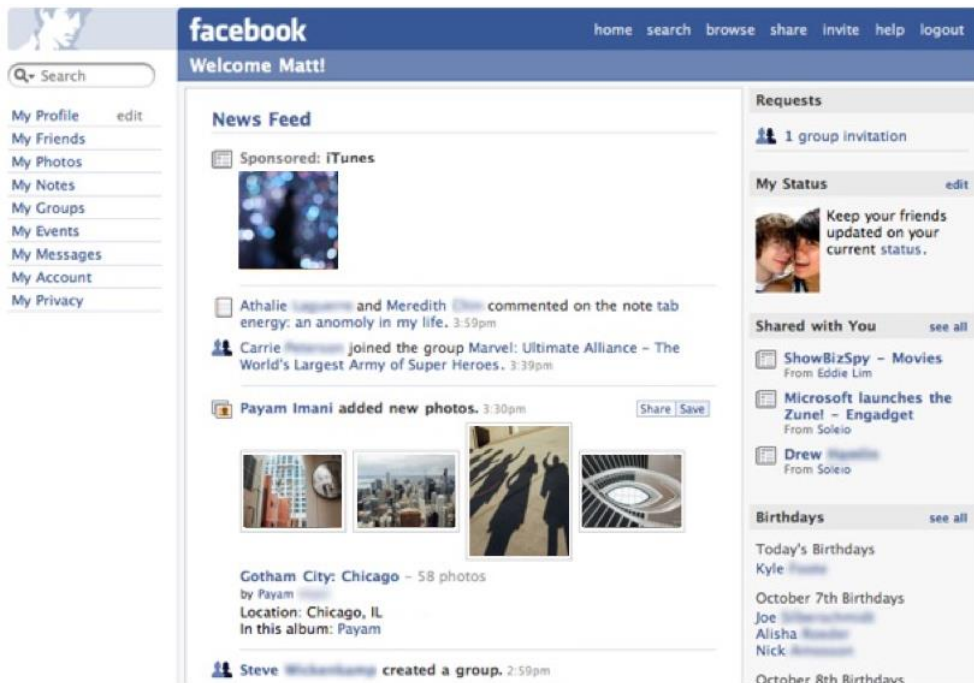 facebook
home search browse share invite help logout
Welcome Matt!
Search
My Profile edit
My Friends
My Photos
My Notes
My Groups
My Events
My Messages
My Account
My Privacy
News Feed
Sponsored: iTunes
Athalie and Meredith commented on the note tab
energy: an anomoly in my life. 3:59pm
Carrie joined the group Marvel: Ultimate Alliance – The
World's Largest Army of Super Heroes. 3:39pm
Payam Imani added new photos. 3:30pm
Share Save
Gotham City: Chicago – 58 photos
by Payam
Location: Chicago, IL
In this album: Payam
Steve created a group. 2:59pm
Requests
1 group invitation
My Status edit
Keep your friends
updated on your
current status.
Shared with You see all
ShowBizSpy – Movies
From Eddie Lim
Microsoft launches the
Zune! – Engadget
From Soleio
Drew
From Soleio
Birthdays see all
Today's Birthdays
Kyle
October 7th Birthdays
Joe
Alisha
Nick
October 8th Birthdays